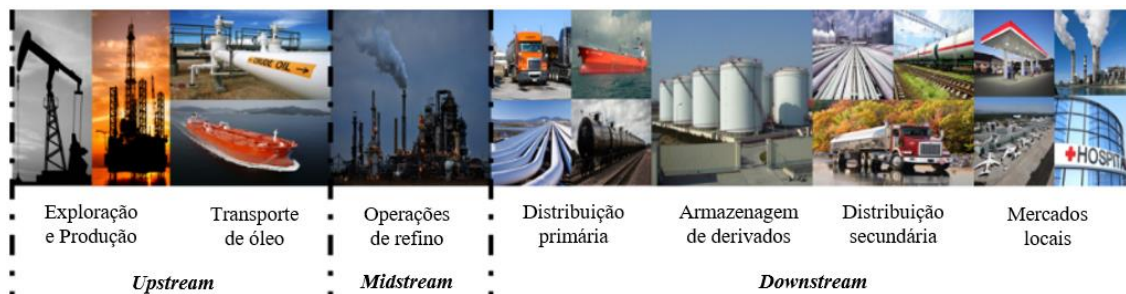 CRUDE OIL
HOSPITA
Exploração
e Produção
Transporte
de óleo
Operações
de refino
Distribuição
primária
Armazenagem
de derivados
Distribuição
secundária
Mercados
locais
Upstream
Midstream
Downstream